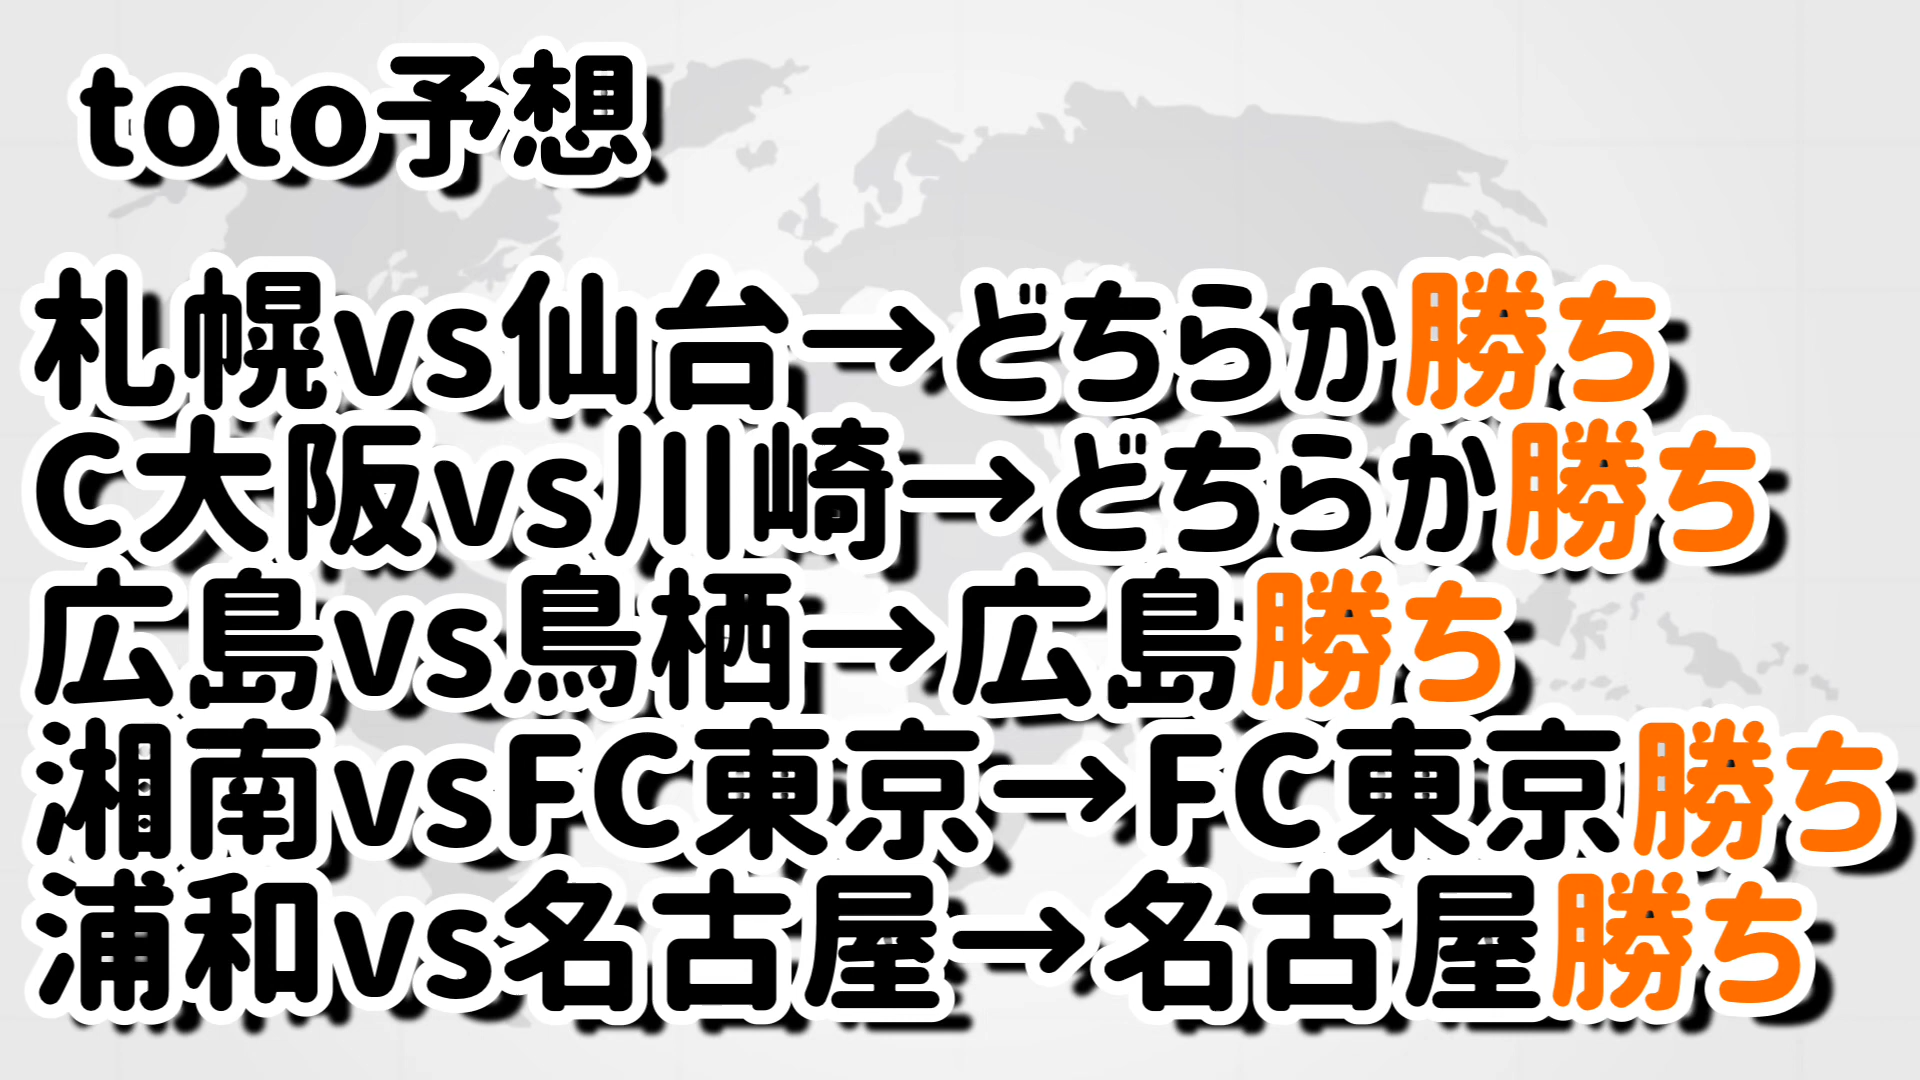 toto予想
札幌vs仙台→どちらか勝ち
C大阪vs川崎→どちらか勝ち
広島vs鳥栖→広島勝ち
湘南vsFC東京→FC東京勝ち
浦和vs名古屋→名古屋勝ち